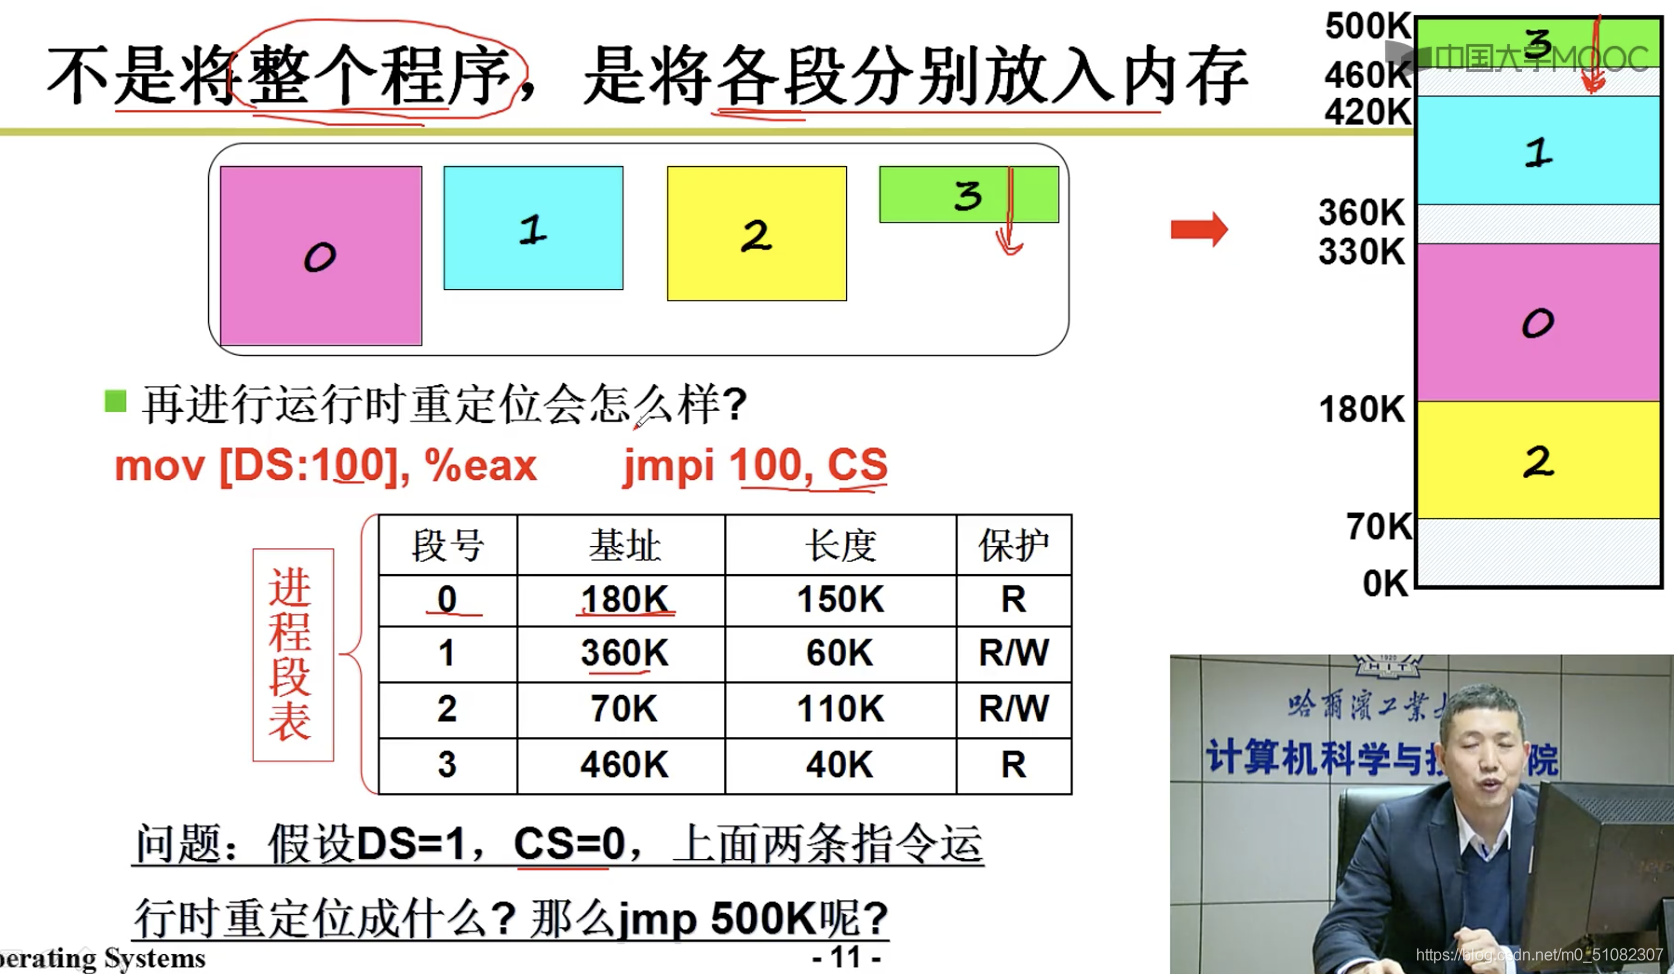 不是将整个程序，是将各段分别放入内存
中国大学MOOC
500K
3
460K
420K
1
360K
330K
0
180K
2
70K
0K
0
1
2
3
再进行运行时重定位会怎么样?
mov [DS:100], %eax jmpi 100, CS
进程段表
段号 基址 长度 保护
0 180K 150K R
1 360K 60K R/W
2 70K 110K R/W
3 460K 40K R
问题：假设DS=1，CS=0，上面两条指令运
行时重定位成什么? 那么jmp 500K呢?
perating Systems
- 11 -
1920
HIT
哈尔滨工业
计算机科学与 院
https://blog.csdn.net/m0_51082307